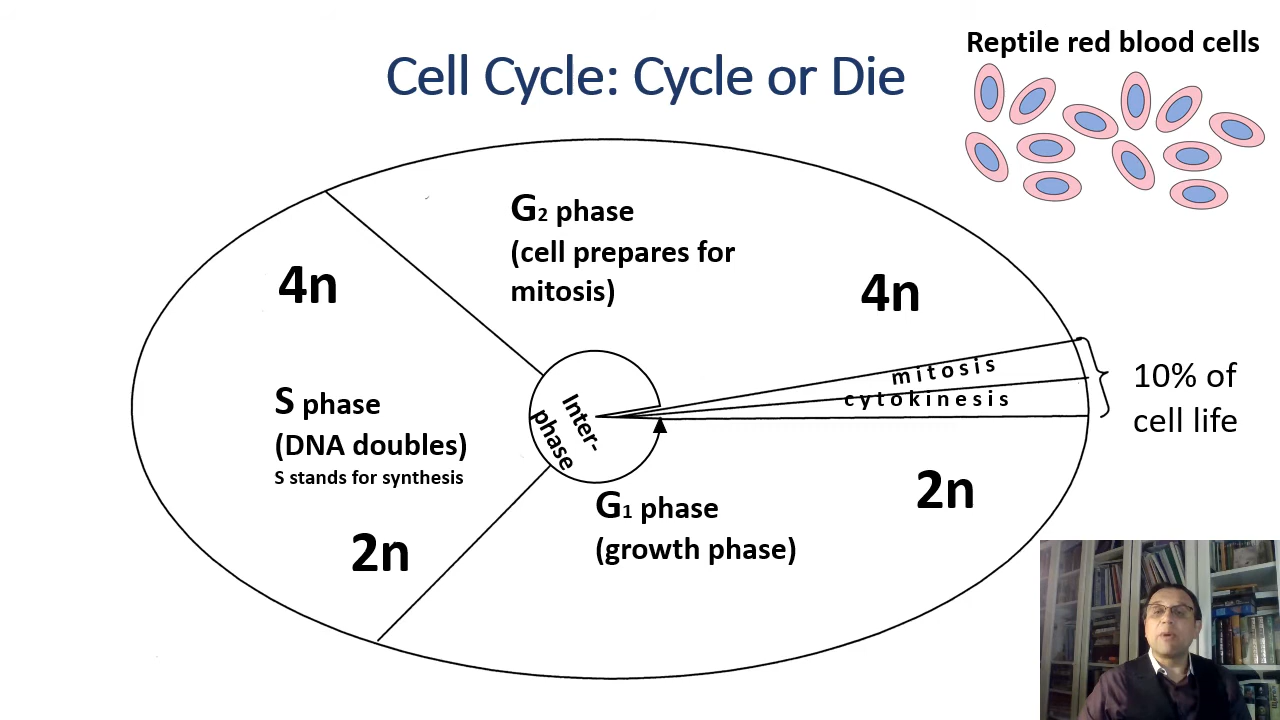 Reptile red blood cells
Cell Cycle: Cycle or Die
G2 phase
(cell prepares for
mitosis)
4n
4n
mitosis
cytokinesis
10% of
cell life
S phase
(DNA doubles)
S stands for synthesis
Inter-
phase
2n
G1 phase
(growth phase)
2n